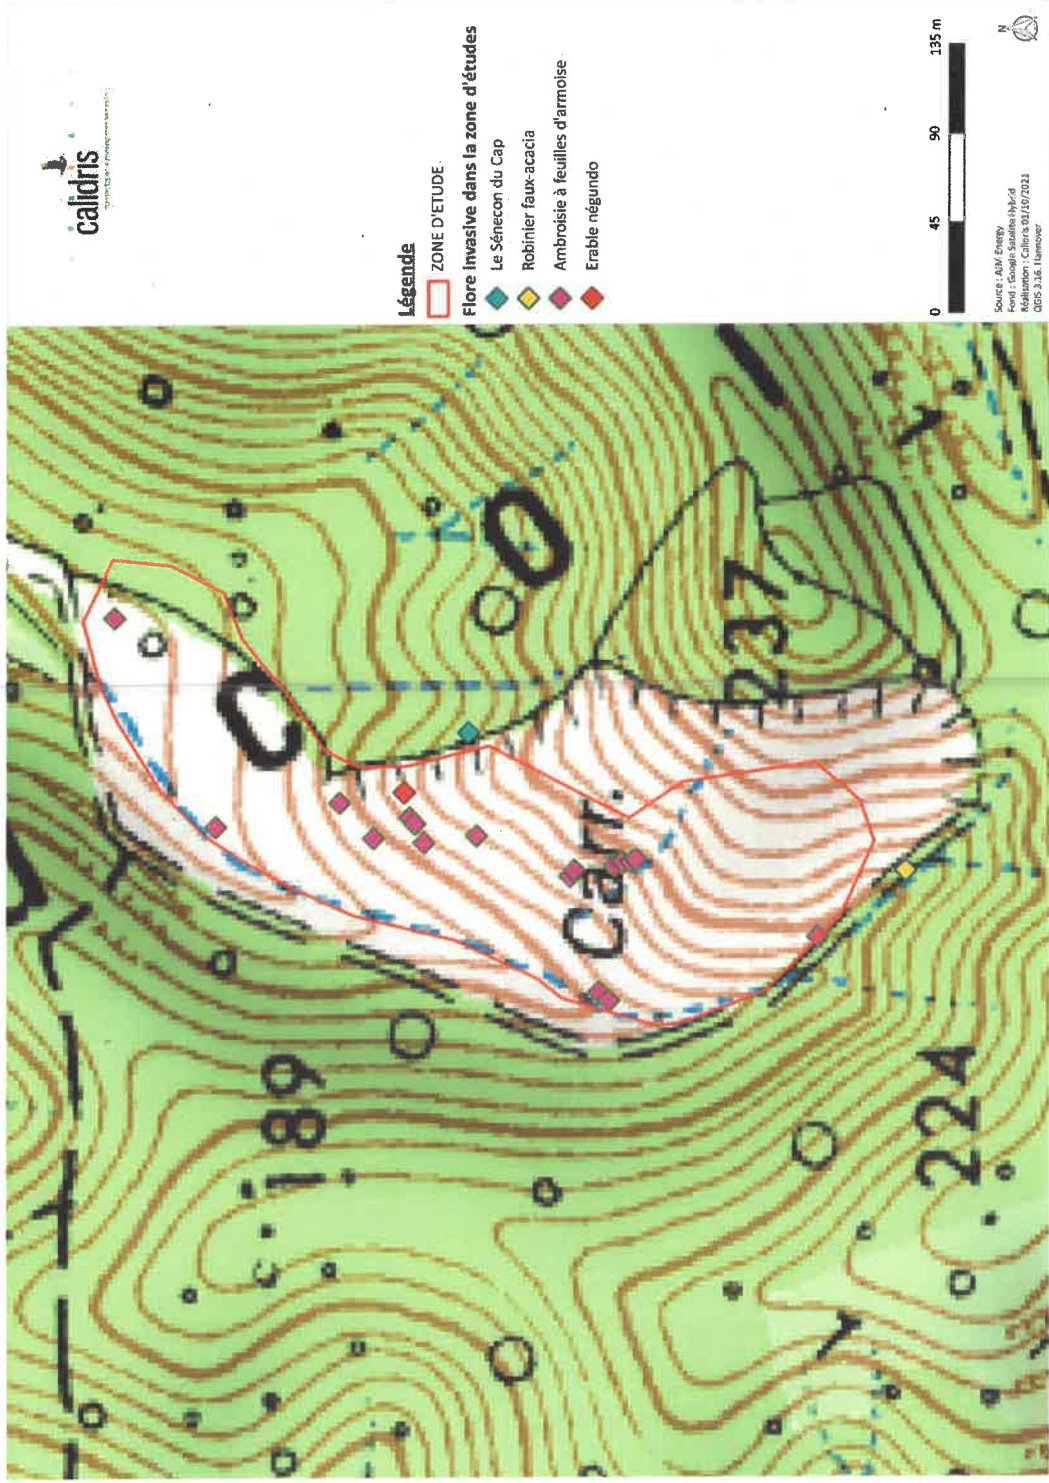 calidris
Légende
ZONE D'ETUDE
Flore Invasive dans la zone d'études
Le Sénecon du Cap
Robinier faux-acacia
Ambroisie à feuilles d'armoise
Erable négundo
0 45 90 135 m
N
Source : AJM Energy
Fond : Google Satellite Hybrid
Réalisation : Calidris 01/10/2021
QGIS 3.16. Hannover
189
Carr.
237
224